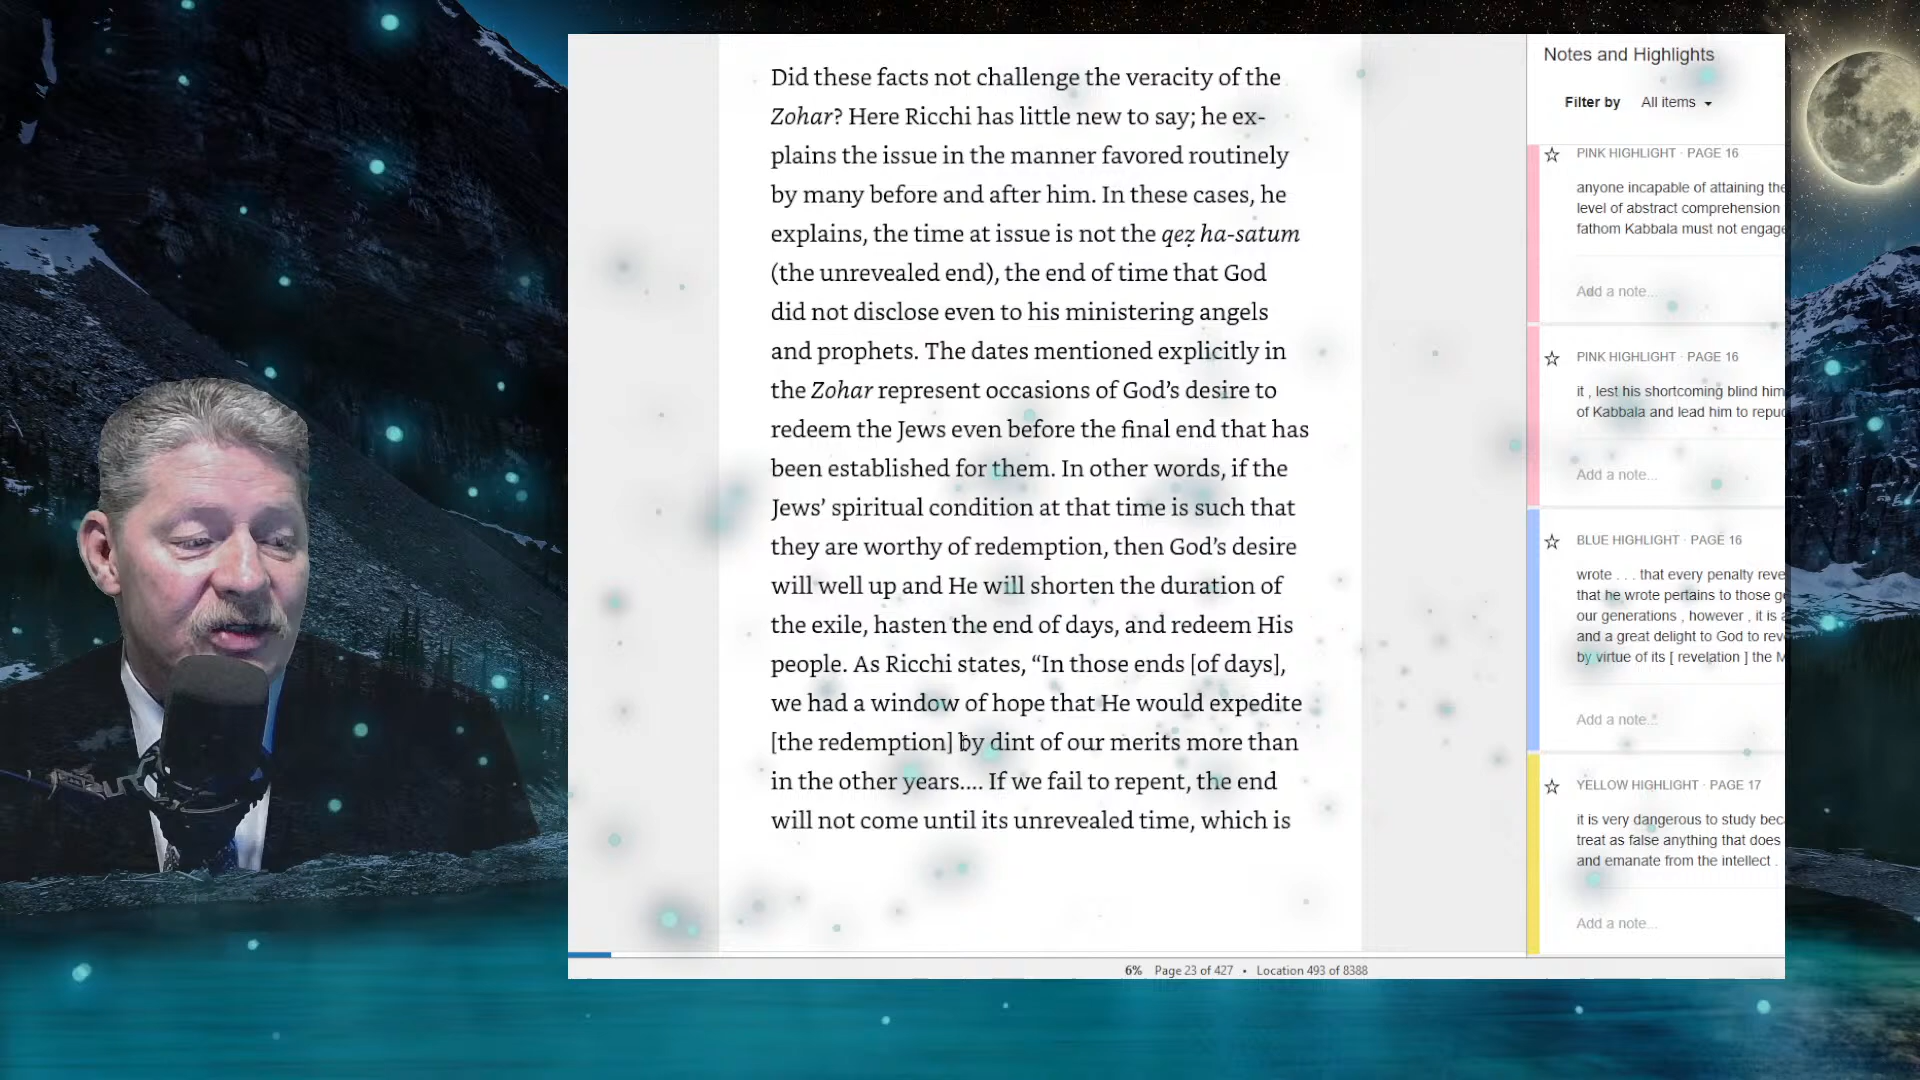 Did these facts not challenge the veracity of the
Zohar? Here Ricchi has little new to say; he ex-
plains the issue in the manner favored routinely
by many before and after him. In these cases, he
explains, the time at issue is not the qeẓ ha-satum
(the unrevealed end), the end of time that God
did not disclose even to his ministering angels
and prophets. The dates mentioned explicitly in
the Zohar represent occasions of God's desire to
redeem the Jews even before the final end that has
been established for them. In other words, if the
Jews' spiritual condition at that time is such that
they are worthy of redemption, then God's desire
will well up and He will shorten the duration of
the exile, hasten the end of days, and redeem His
people. As Ricchi states, “In those ends [of days],
we had a window of hope that He would expedite
[the redemption] by dint of our merits more than
in the other years.... If we fail to repent, the end
will not come until its unrevealed time, which is
6% Page 23 of 427 • Location 493 of 8388
Notes and Highlights
Filter by All items
PINK HIGHLIGHT · PAGE 16
anyone incapable of attaining the
level of abstract comprehension
fathom Kabbala must not engage
Add a note...
PINK HIGHLIGHT · PAGE 16
it , lest his shortcoming blind him
of Kabbala and lead him to
Add a note...
BLUE HIGHLIGHT · PAGE 16
wrote . . . that every penalty
that he wrote pertains to those
our generations , however , it is
and a great delight to God to
by virtue of its [ revelation ] the
Add a note...
YELLOW HIGHLIGHT · PAGE 17
it is very dangerous to study
treat as false anything that does
and emanate from the intellect .
Add a note...